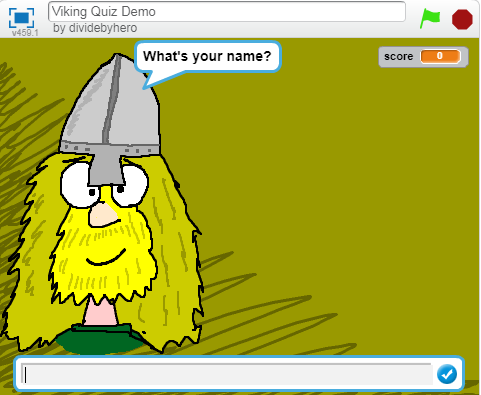 Viking Quiz Demo
by dividebyhero
v459.1
What's your name?
score 0